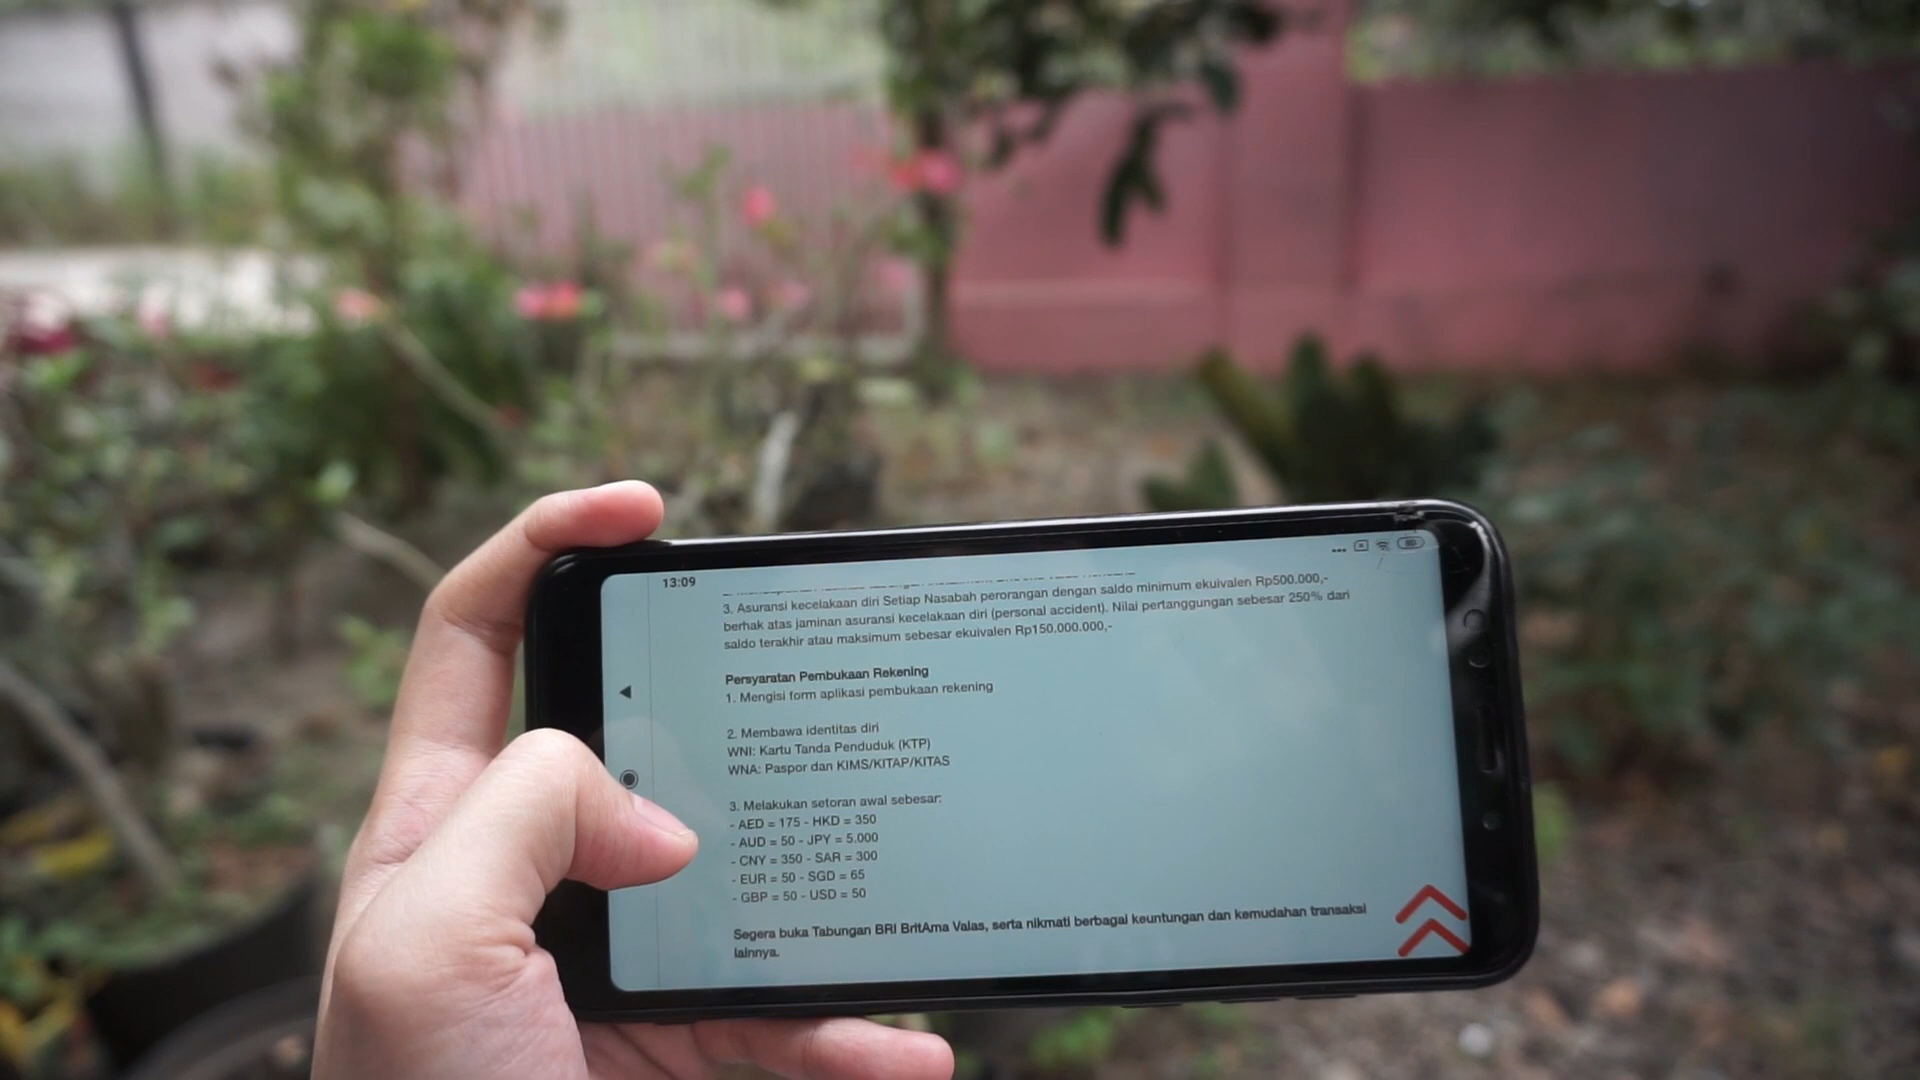 13:09
3. Asuransi kecelakaan diri Setiap Nasabah perorangan dengan saldo minimum ekuivalen Rp500.000,-
berhak atas jaminan asuransi kecelakaan diri (personal accident). Nilai pertanggungan sebesar 250% dari
saldo terakhir atau maksimum sebesar ekuivalen Rp150.000.000,-
Persyaratan Pembukaan Rekening
1. Mengisi form aplikasi pembukaan rekening
2. Membawa identitas diri
WNI: Kartu Tanda Penduduk (KTP)
WNA: Paspor dan KIMS/KITAP/KITAS
3. Melakukan setoran awal sebesar:
- AED = 175 - HKD = 350
- AUD = 50 - JPY = 5.000
- CNY = 350 - SAR = 300
- EUR = 50 - SGD = 65
- GBP = 50 - USD = 50
Segera buka Tabungan BRI BritAma Valas, serta nikmati berbagai keuntungan dan kemudahan transaksi
lainnya.